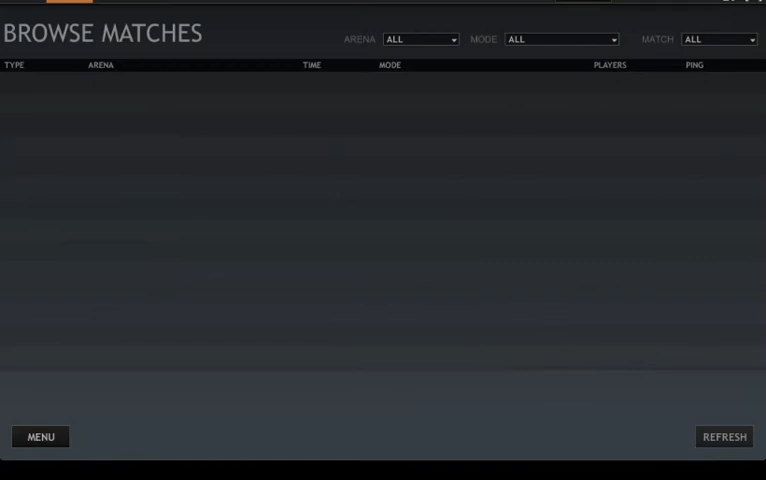 BROWSE MATCHES
ARENA ALL MODE ALL MATCH ALL
TYPE ARENA TIME MODE PLAYERS PING
MENU REFRESH